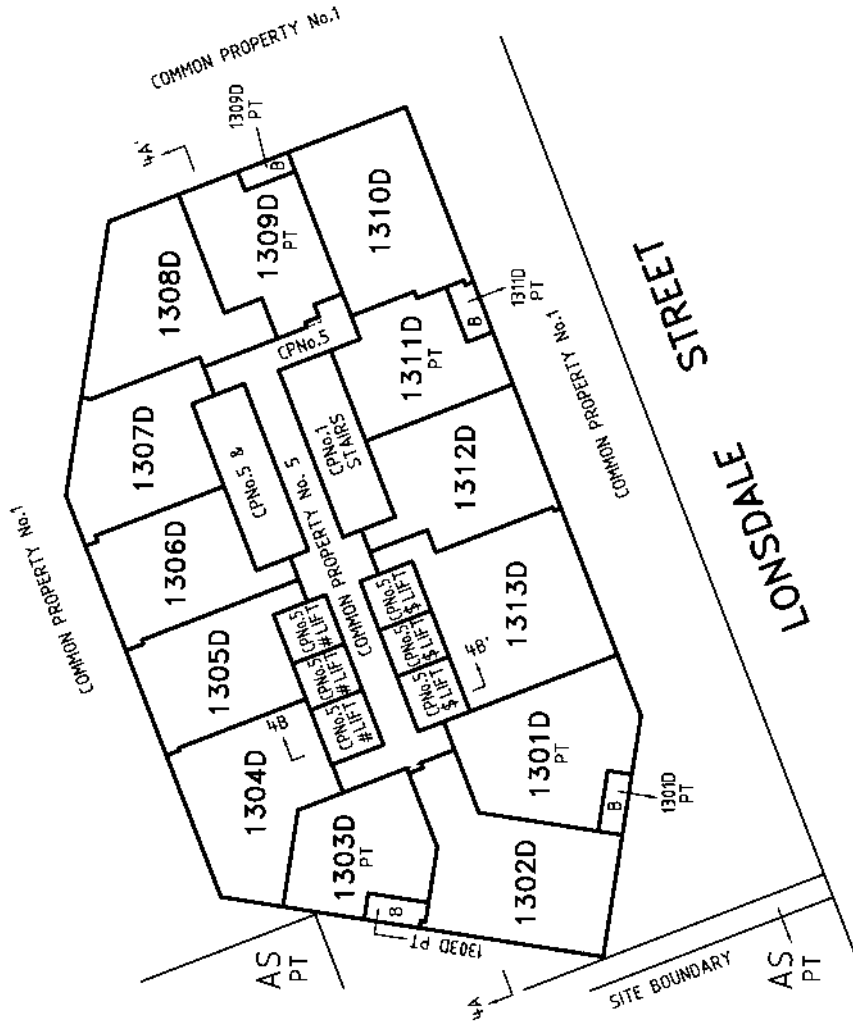 COMMON PROPERTY No.1
1309D
PT
4A'
B
1308D
1309D
PT
1310D
CPNo.5
1311D
PT
B
1311D
PT
COMMON PROPERTY No.1
STREET
LONSDALE
1307D
CPNo.5 &
CPNo.1
STAIRS
1312D
COMMON PROPERTY No.1
1306D
COMMON PROPERTY No. 5
1305D
CPNo.5
# LIFT
CPNo.5
# LIFT
CPNo.5
# LIFT
CPNo.5
$ LIFT
CPNo.5
$ LIFT
CPNo.5
$ LIFT
1313D
4B'
4B
1304D
1301D
PT
B
1301D
PT
1303D
PT
B
1303D PT
1302D
AS
PT
4A
SITE BOUNDARY
AS
PT